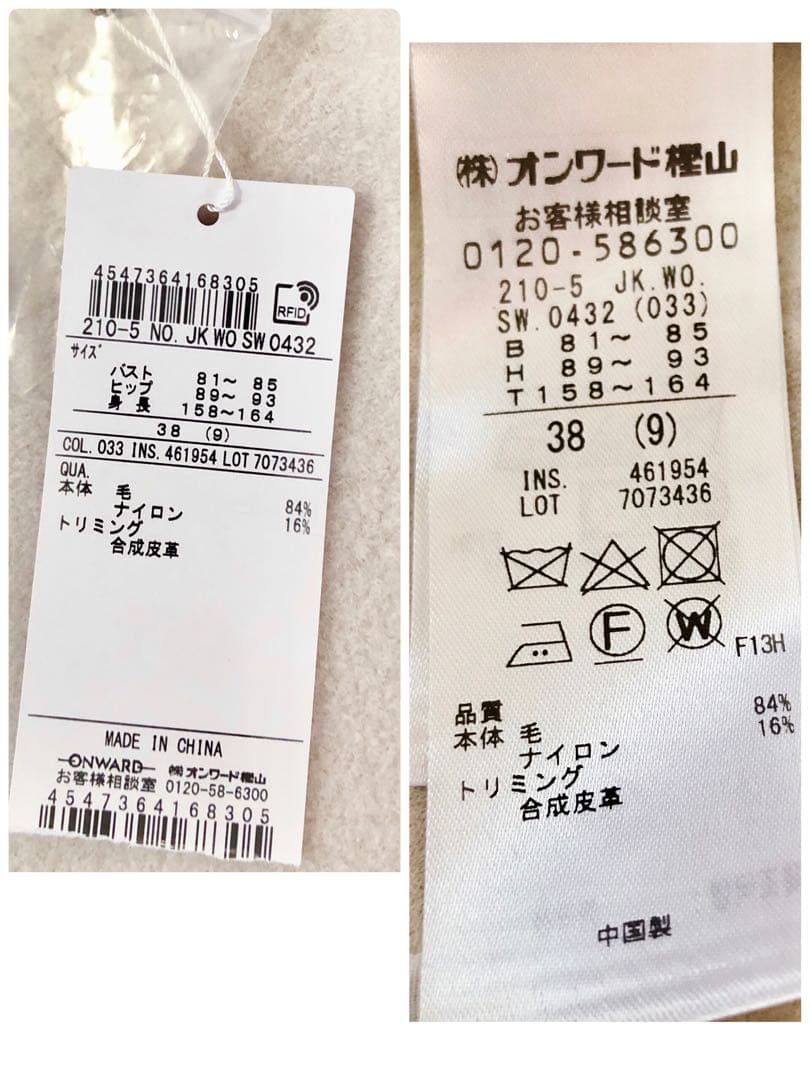 4547364168305
RFID
210-5 NO. JK WO SW0432
サイズ
バスト 81～ 85
ヒップ 89～ 93
身長 158～164
38 (9)
COL. 033 INS. 461954 LOT 7073436
QUA.
本体 毛 84%
ナイロン 16%
トリミング
合成皮革
MADE IN CHINA
ONWARD ㈱オンワード樫山
お客様相談室 0120-58-6300
4547364168305
㈱オンワード樫山
お客様相談室
0120-586300
210-5 JK.WO.
SW.0432 (033)
B 81～ 85
H 89～ 93
T 158～164
38 (9)
INS. 461954
LOT 7073436
F
W
F13H
品質
本体 毛 84%
ナイロン 16%
トリミング
合成皮革
中国製